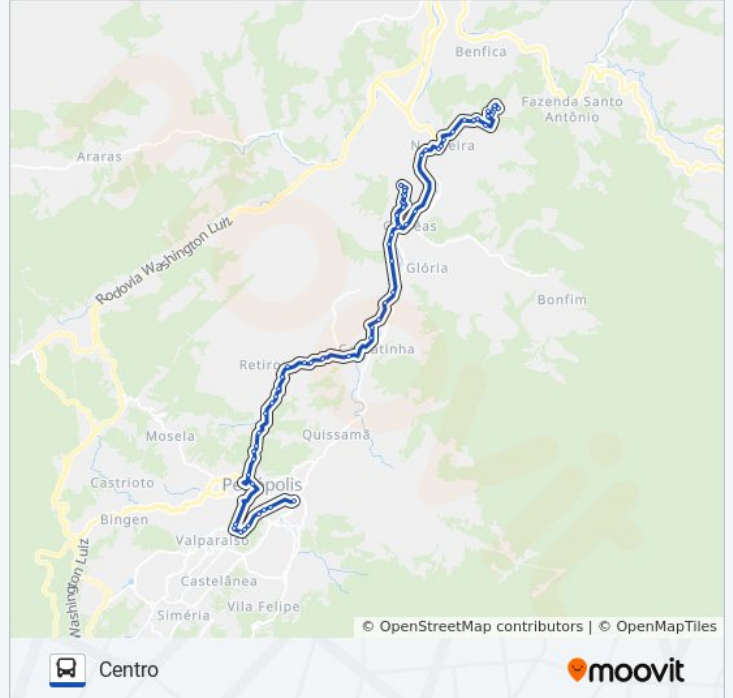 Benfica
Fazenda Santo
Antônio
Araras
Rodovia Washington Luiz
Glória
Bonfim
Retiro
Quissamã
Mosela
Castrioto
Bingen
Valparaíso
Castelânea
Siméria
Vila Felipe
Washington Luiz
© OpenStreetMap contributors | © OpenMapTiles
Centro
moovit